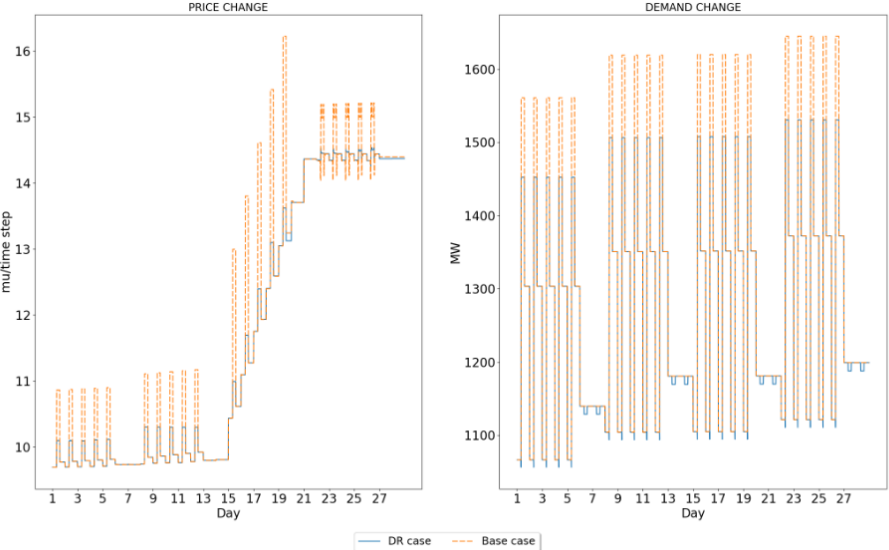 PRICE CHANGE
16
15
14
13
12
11
10
mu/time step
1 3 5 7 9 11 13 15 17 19 21 23 25 27
Day
DEMAND CHANGE
1600
1500
1400
1300
1200
1100
MW
1 3 5 7 9 11 13 15 17 19 21 23 25 27
Day
DR case Base case